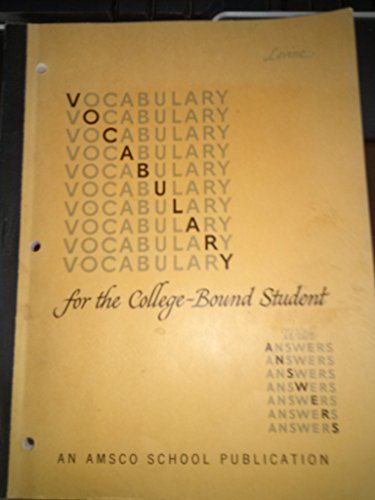 Levine
VOCABULARY
VOCABULARY
VOCABULARY
VOCABULARY
VOCABULARY
VOCABULARY
VOCABULARY
VOCABULARY
VOCABULARY
VOCABULARY
for the College-Bound Student
With
ANSWERS
ANSWERS
ANSWERS
ANSWERS
ANSWERS
ANSWERS
ANSWERS
AN AMSCO SCHOOL PUBLICATION